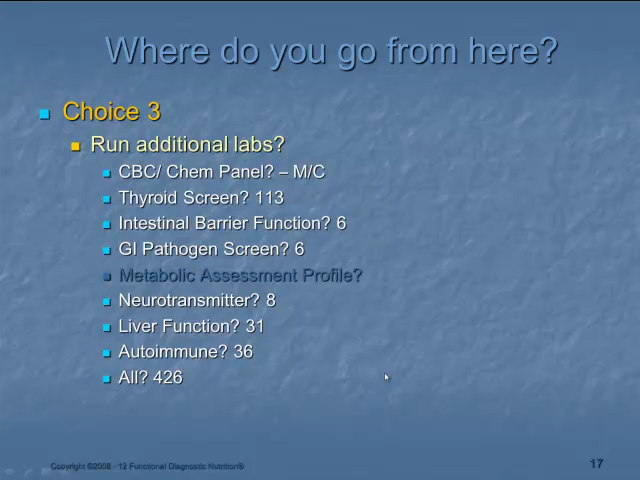 Where do you go from here?
Choice 3
Run additional labs?
CBC/ Chem Panel? – M/C
Thyroid Screen? 113
Intestinal Barrier Function? 6
GI Pathogen Screen? 6
Metabolic Assessment Profile?
Neurotransmitter? 8
Liver Function? 31
Autoimmune? 36
All? 426
Copyright ©2008 - 12 Functional Diagnostic Nutrition®
17